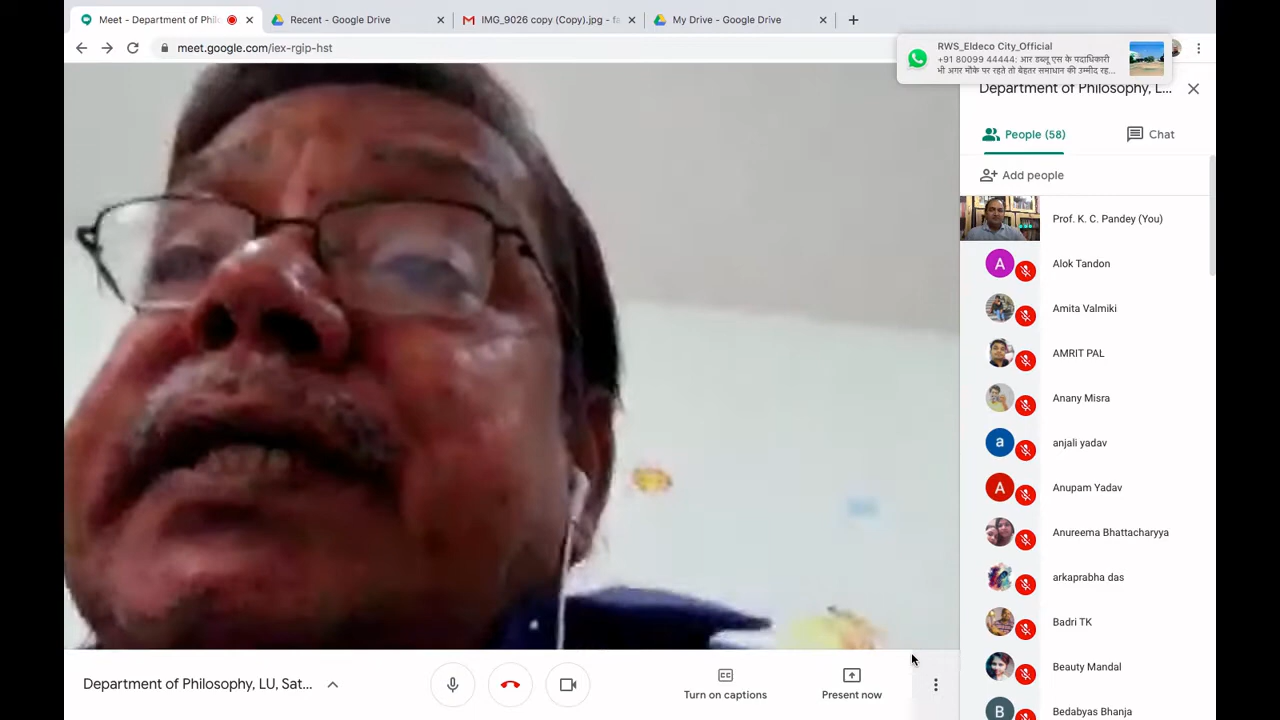 Meet - Department of Philo
Recent - Google Drive
IMG_9026 copy (Copy).jpg - fa
My Drive - Google Drive
meet.google.com/iex-rgip-hst
RWS_Eldeco City_Official
+91 80099 44444: आर डब्लू एस के पदाधिकारी
भी अगर मौके पर रहते तो बेहतर समाधान की उम्मीद रह...
Department of Philosophy, L...
People (58)
Chat
Add people
Prof. K. C. Pandey (You)
A
Alok Tandon
Amita Valmiki
AMRIT PAL
Anany Misra
a
anjali yadav
A
Anupam Yadav
Anureema Bhattacharyya
arkaprabha das
Badri TK
Beauty Mandal
B
Bedabyas Bhanja
Department of Philosophy, LU, Sat...
CC
Turn on captions
Present now